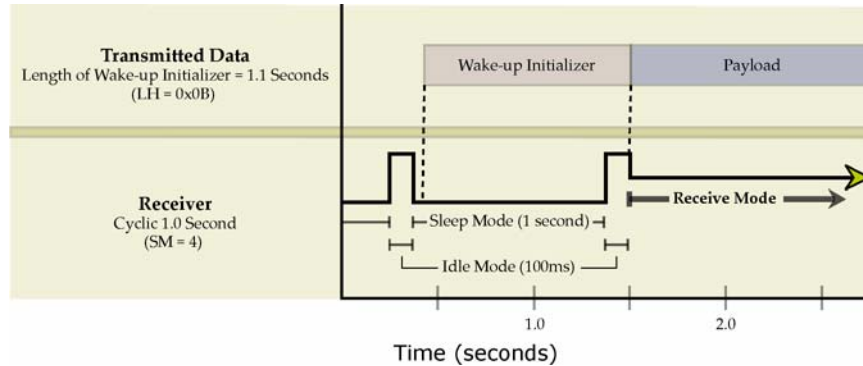 Transmitted Data
Length of Wake-up Initializer = 1.1 Seconds
(LH = 0x0B)
Wake-up Initializer
Payload
Receiver
Cyclic 1.0 Second
(SM = 4)
Sleep Mode (1 second)
Receive Mode
Idle Mode (100ms)
1.0
2.0
Time (seconds)